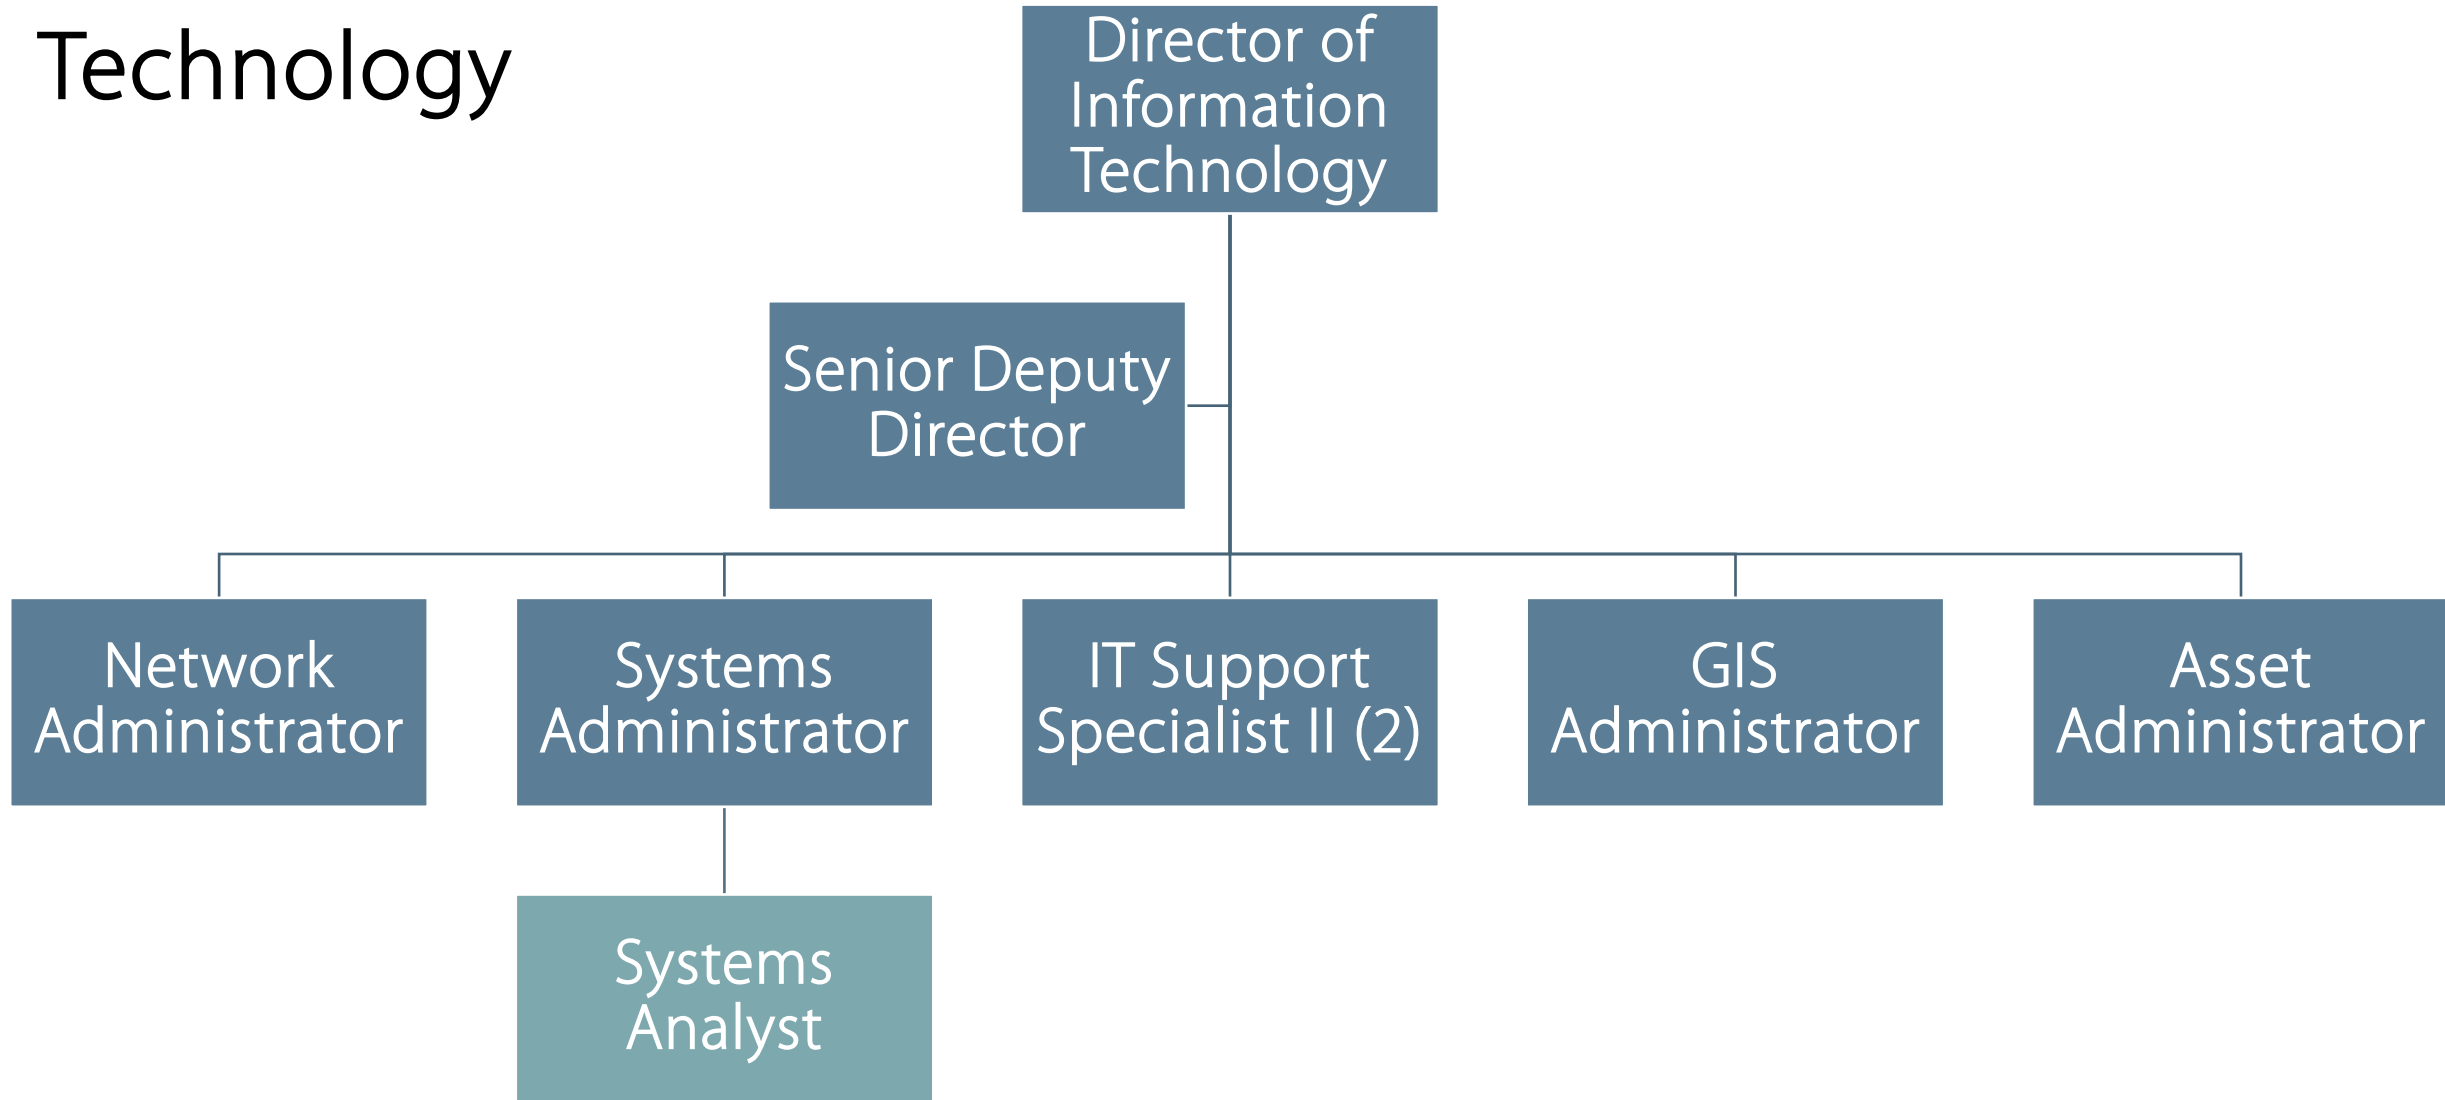 Technology
Director of
Information
Technology
Senior Deputy
Director
Network
Administrator
Systems
Administrator
IT Support
Specialist II (2)
GIS
Administrator
Asset
Administrator
Systems
Analyst